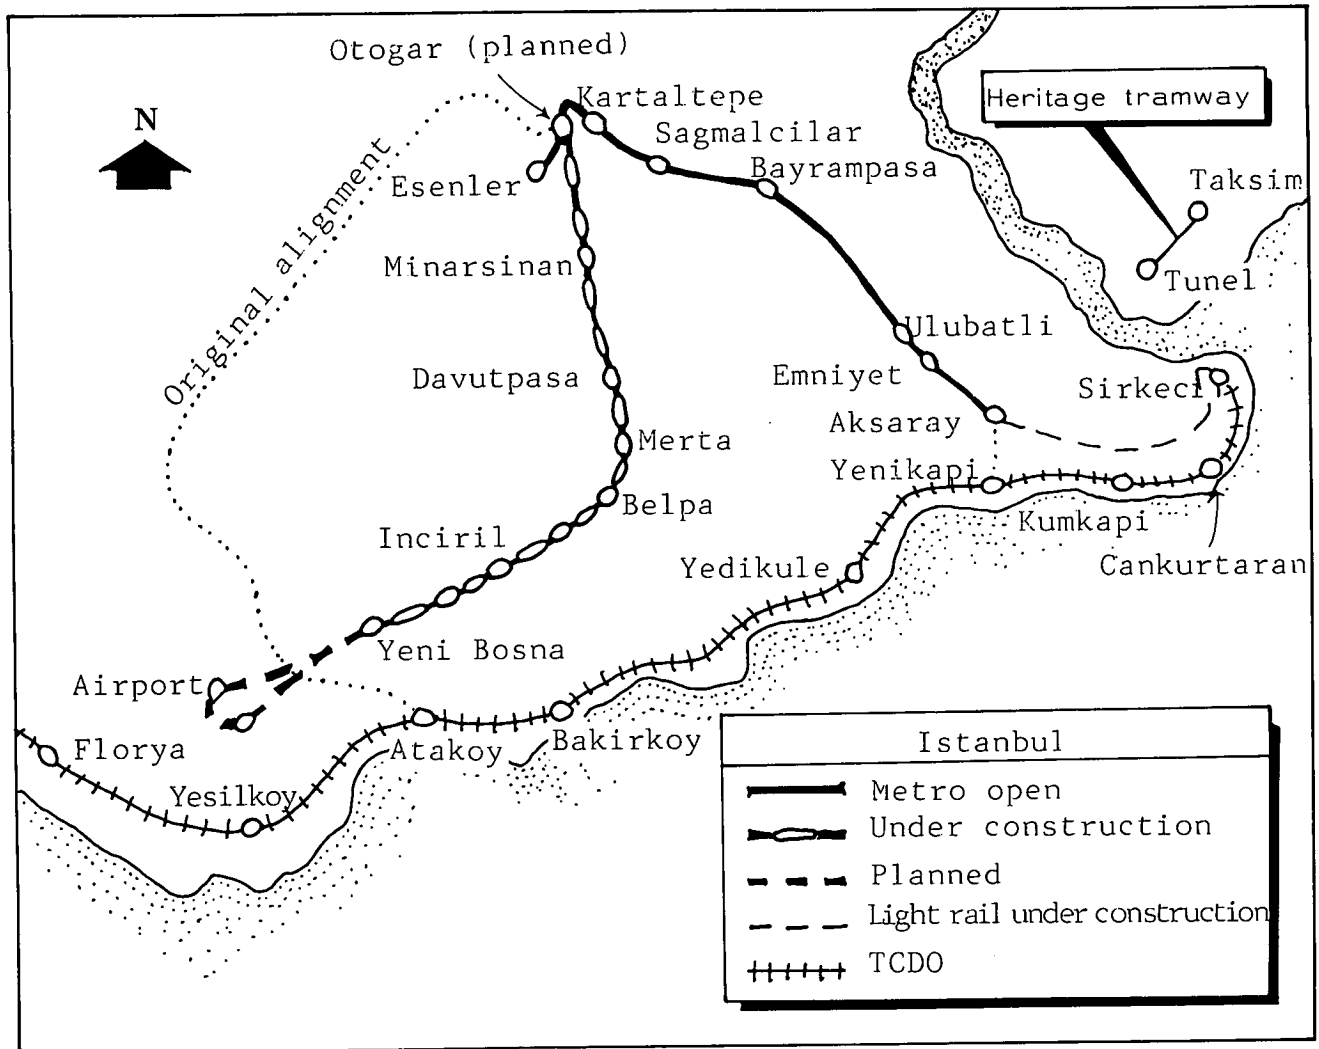 Otogar (planned)
Kartaltepe
Heritage tramway
N
Sagmalcilar
Bayrampasa
Esenler
Taksim
Original alignment
Minarsinan
Tunel
Ulubatli
Davutpasa
Emniyet
Sirkeci
Aksaray
Merta
Yenikapi
Belpa
Kumkapi
Inciril
Yedikule
Cankurtaran
Yeni Bosna
Airport
Florya
Atakoy
Bakirkoy
Yesilkoy
Istanbul
Metro open
Under construction
Planned
Light rail under construction
TCDO